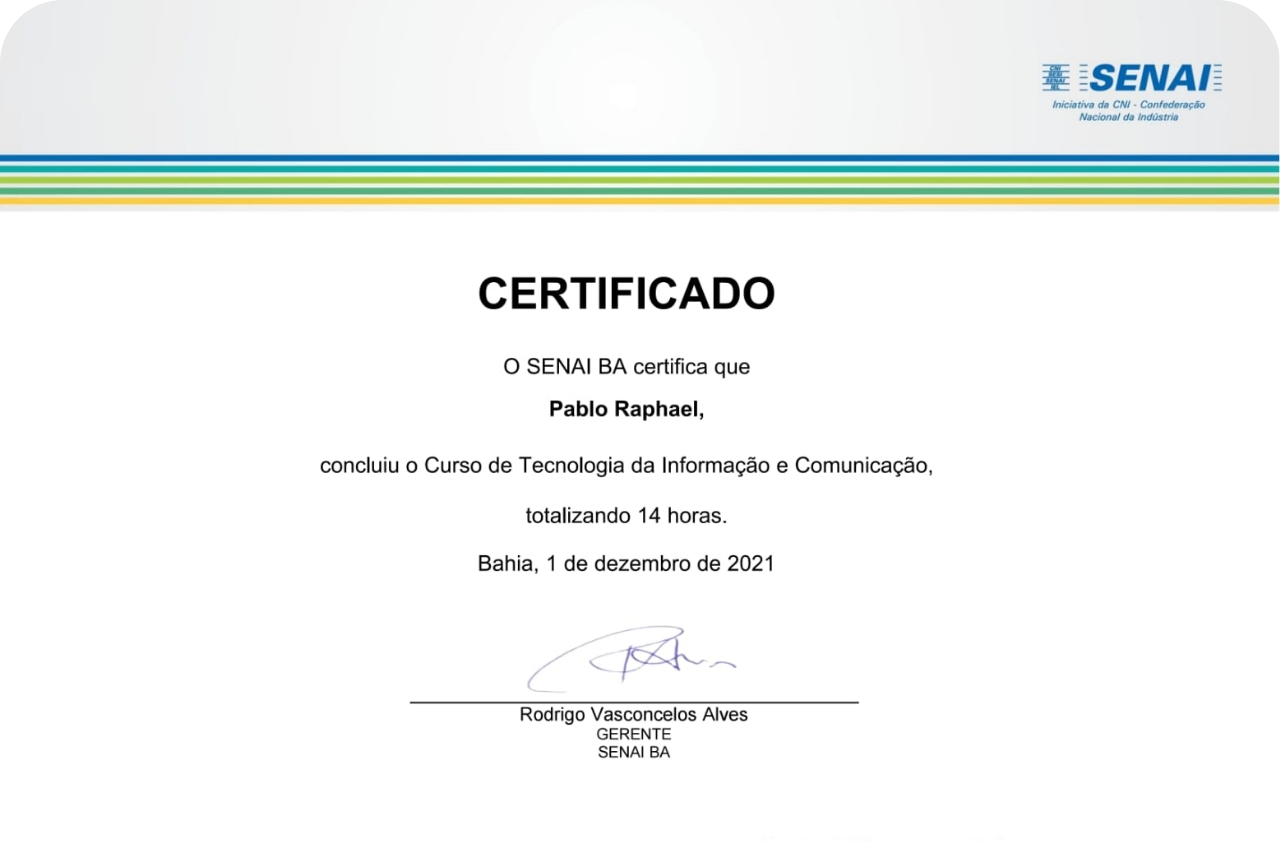 CNI
SESI
SENAI
IEL
SENAI
Iniciativa da CNI - Confederação
Nacional da Indústria
CERTIFICADO
O SENAI BA certifica que
Pablo Raphael,
concluiu o Curso de Tecnologia da Informação e Comunicação,
totalizando 14 horas.
Bahia, 1 de dezembro de 2021
Rodrigo Vasconcelos Alves
GERENTE
SENAI BA